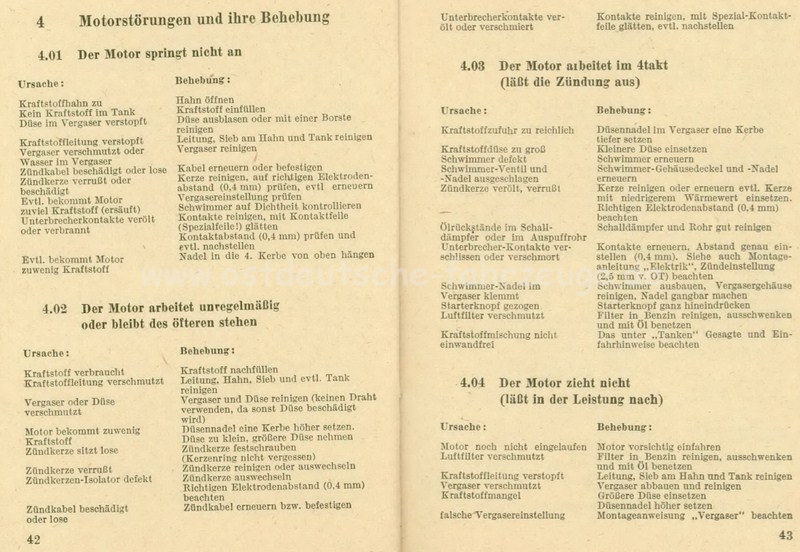 4 Motorstörungen und ihre Behebung
4.01 Der Motor springt nicht an
Ursache: Behebung:
Kraftstoffhahn zu Hahn öffnen
Kein Kraftstoff im Tank Kraftstoff einfüllen
Düse im Vergaser verstopft Düse ausblasen oder mit einer Borste
reinigen
Kraftstoffleitung verstopft Leitung, Sieb am Hahn und Tank reinigen
Vergaser verschmutzt oder Vergaser reinigen
Wasser im Vergaser
Zündkabel beschädigt oder lose Kabel erneuern oder befestigen
Zündkerze verrußt oder Kerze reinigen, auf richtigen Elektroden-
beschädigt abstand (0,4 mm) prüfen, evtl erneuern
Evtl. bekommt Motor Vergasereinstellung prüfen
zuviel Kraftstoff (ersäuft) Schwimmer auf Dichtheit kontrollieren
Unterbrecherkontakte verölt Kontakte reinigen, mit Kontaktfeile
oder verbrannt (Spezialfeile!) glätten
Kontaktabstand (0,4 mm) prüfen und
evtl. nachstellen
Evtl. bekommt Motor Nadel in die 4. Kerbe von oben hängen
zuwenig Kraftstoff
4.02 Der Motor arbeitet unregelmäßig
oder bleibt des öfteren stehen
Ursache: Behebung:
Kraftstoff verbraucht Kraftstoff nachfüllen
Kraftstoffleitung verschmutzt Leitung, Hahn, Sieb und evtl. Tank
reinigen
Vergaser oder Düse Vergaser und Düse reinigen (keinen Draht
verschmutzt verwenden, da sonst Düse beschädigt
wird)
Motor bekommt zuwenig Düsennadel eine Kerbe höher setzen.
Kraftstoff Düse zu klein, größere Düse nehmen
Zündkerze sitzt lose Zündkerze festschrauben
(Kerzenring nicht vergessen)
Zündkerze verrußt Zündkerze reinigen oder auswechseln
Zündkerzen-Isolator defekt Zündkerze auswechseln
Richtigen Elektrodenabstand (0,4 mm)
beachten
Zündkabel beschädigt Zündkabel erneuern bzw. befestigen
oder lose
42
Unterbrecherkontakte ver- Kontakte reinigen, mit Spezial-Kontakt-
ölt oder verschmiert feile glätten, evtl. nachstellen
4.03 Der Motor arbeitet im 4takt
(läßt die Zündung aus)
Ursache: Behebung:
Kraftstoffzufuhr zu reichlich Düsennadel im Vergaser eine Kerbe
tiefer setzen
Kraftstoffdüse zu groß Kleinere Düse einsetzen
Schwimmer defekt Schwimmer erneuern
Schwimmer-Ventil und Schwimmer-Gehäusedeckel und -Nadel
-Nadel ausgeschlagen erneuern
Zündkerze verölt, verrußt Kerze reinigen oder erneuern evtl. Kerze
mit niedrigerem Wärmewert einsetzen.
Richtigen Elektrodenabstand (0,4 mm)
beachten
Ölrückstände im Schall- Schalldämpfer und Rohr gut reinigen
dämpfer oder im Auspuffrohr
Unterbrecher-Kontakte ver- Kontakte erneuern, Abstand genau ein-
schlissen oder verschmort stellen (0,4 mm). Siehe auch Montage-
anleitung „Elektrik“, Zündeinstellung
(2,5 mm v. OT) beachten
Schwimmer-Nadel im Schwimmer ausbauen, Vergasergehäuse
Vergaser klemmt reinigen, Nadel gangbar machen
Starterknopf gezogen Starterknopf ganz hineindrücken
Luftfilter verschmutzt Filter in Benzin reinigen, ausschwenken
und mit Öl benetzen
Kraftstoffmischung nicht Das unter „Tanken“ Gesagte und Ein-
einwandfrei fahrhinweise beachten
4.04 Der Motor zieht nicht
(läßt in der Leistung nach)
Ursache: Behebung:
Motor noch nicht eingelaufen Motor vorsichtig einfahren
Luftfilter verschmutzt Filter in Benzin reinigen, ausschwenken
und mit Öl benetzen
Kraftstoffleitung verstopft Leitung, Sieb am Hahn und Tank reinigen
Vergaser verschmutzt Vergaser abbauen und reinigen
Kraftstoffmangel Größere Düse einsetzen
Düsennadel höher setzen
falsche Vergasereinstellung Montageanweisung „Vergaser“ beachten
43